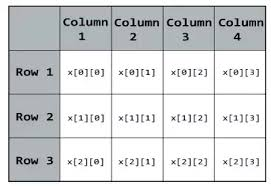 Column 1 Column 2 Column 3 Column 4
Row 1 x[0][0] x[0][1] x[0][2] x[0][3]
Row 2 x[1][0] x[1][1] x[1][2] x[1][3]
Row 3 x[2][0] x[2][1] x[2][2] x[2][3]